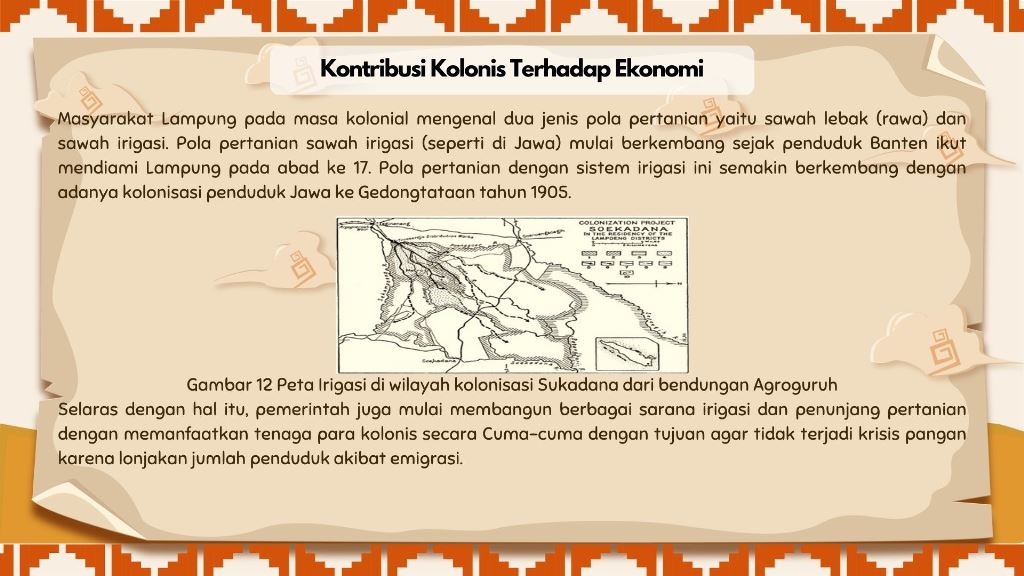 Kontribusi Kolonis Terhadap Ekonomi
Masyarakat Lampung pada masa kolonial mengenal dua jenis pola pertanian yaitu sawah lebak (rawa) dan
sawah irigasi. Pola pertanian sawah irigasi (seperti di Jawa) mulai berkembang sejak penduduk Banten ikut
mendiami Lampung pada abad ke 17. Pola pertanian dengan sistem irigasi ini semakin berkembang dengan
adanya kolonisasi penduduk Jawa ke Gedongtataan tahun 1905.
COLONIZATION PROJECT
SOEKADANA
IN THE RESIDENCY OF THE
LAMPOENG DISTRICTS
Soekadana
Gambar 12 Peta Irigasi di wilayah kolonisasi Sukadana dari bendungan Agroguruh
Selaras dengan hal itu, pemerintah juga mulai membangun berbagai sarana irigasi dan penunjang pertanian
dengan memanfaatkan tenaga para kolonis secara Cuma-cuma dengan tujuan agar tidak terjadi krisis pangan
karena lonjakan jumlah penduduk akibat emigrasi.